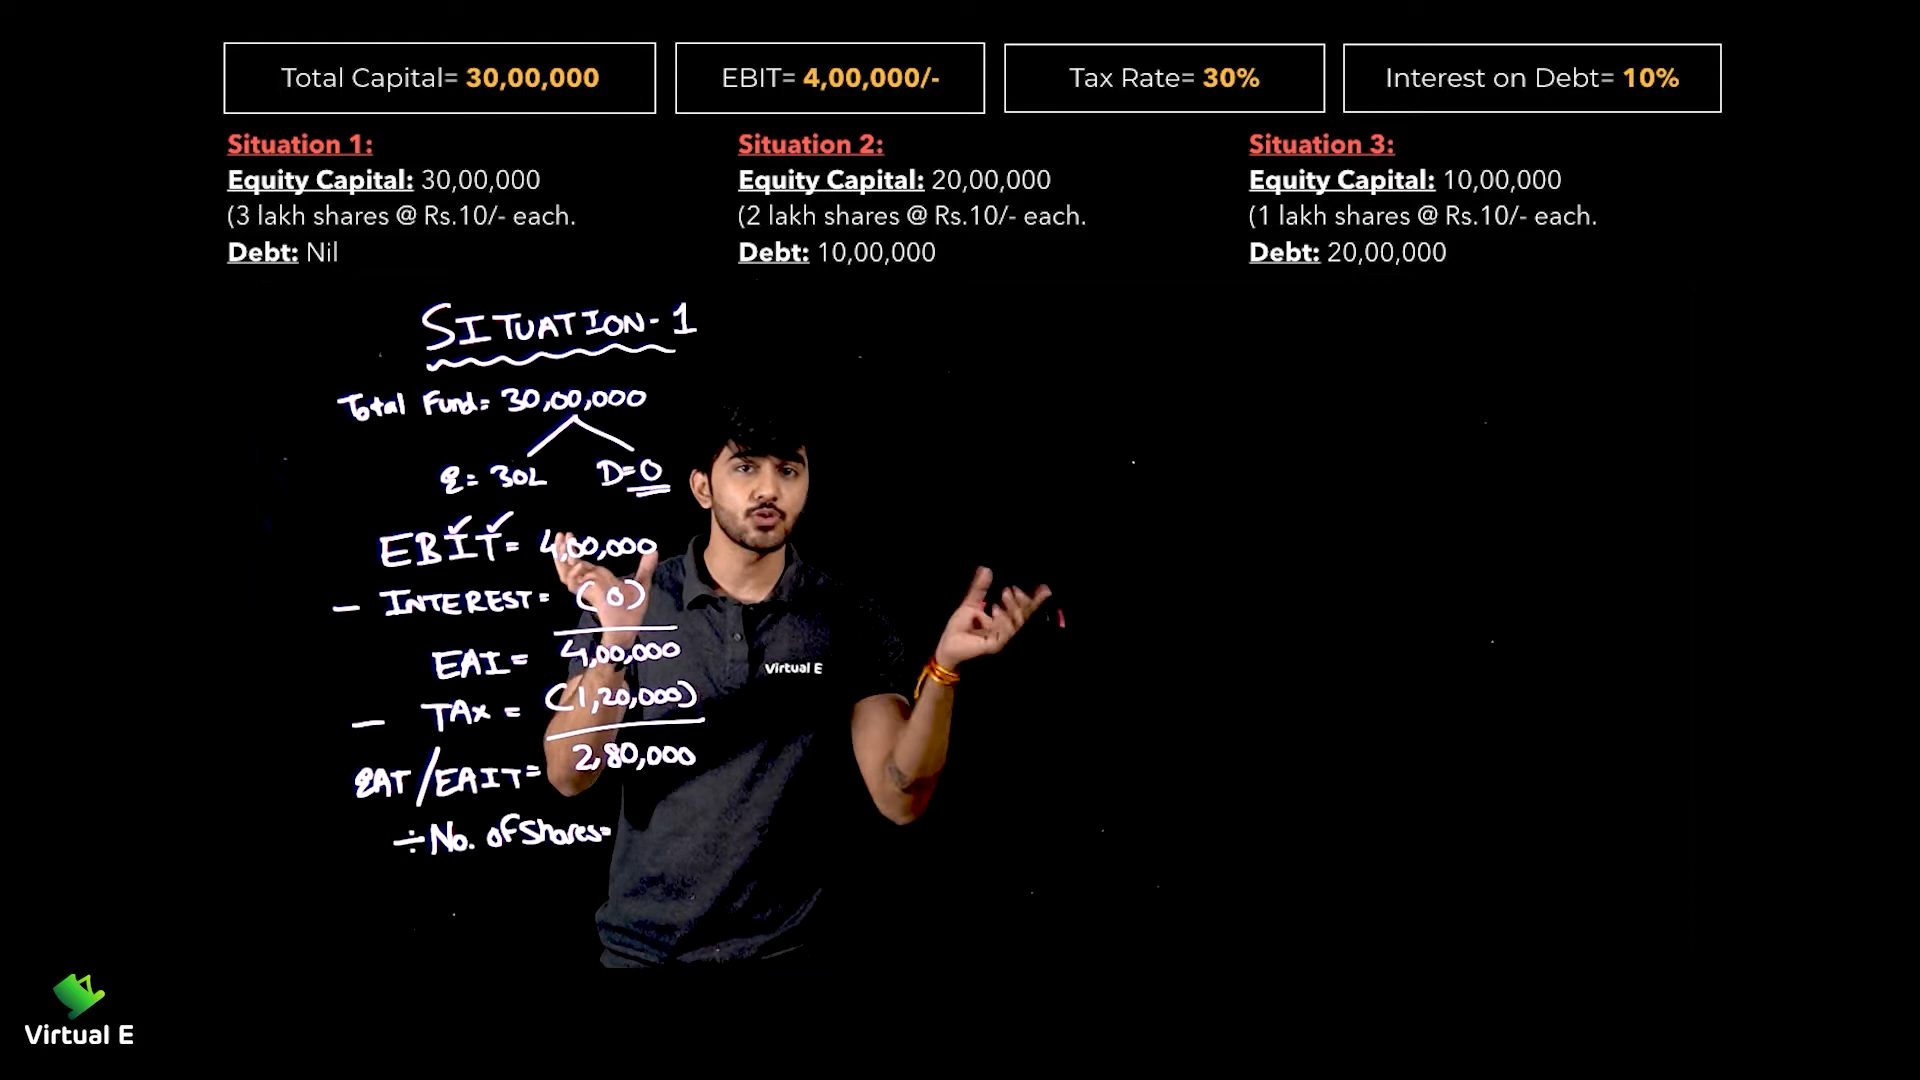 Total Capital= 30,00,000
EBIT= 4,00,000/-
Tax Rate= 30%
Interest on Debt= 10%
Situation 1:
Equity Capital: 30,00,000
(3 lakh shares @ Rs.10/- each.
Debt: Nil
Situation 2:
Equity Capital: 20,00,000
(2 lakh shares @ Rs.10/- each.
Debt: 10,00,000
Situation 3:
Equity Capital: 10,00,000
(1 lakh shares @ Rs.10/- each.
Debt: 20,00,000
SITUATION-1
Total Fund= 30,00,000
E= 30L D=0
EBIT= 4,00,000
— INTEREST= (0)
EAI= 4,00,000
— TAX = (1,20,000)
EAT/EAIT= 2,80,000
÷ No. of Shares=
Virtual E
Virtual E